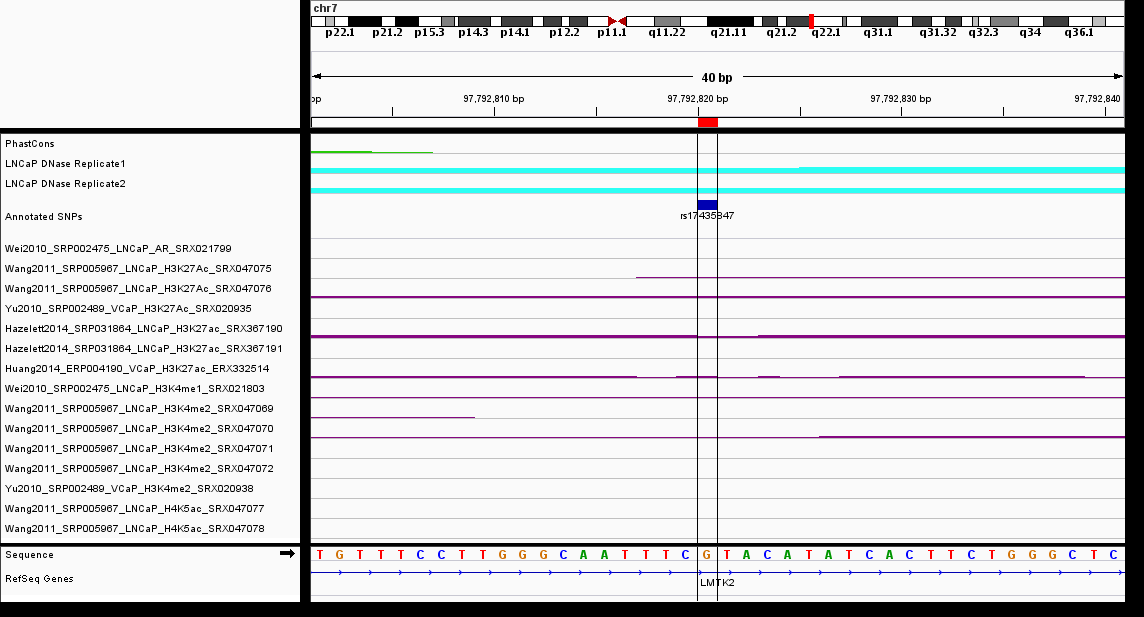 chr7
p22.1 p21.2 p15.3 p14.3 p14.1 p12.2 p11.1 q11.22 q21.11 q21.2 q22.1 q31.1 q31.32 q32.3 q34 q36.1
40 bp
bp 97,792,810 bp 97,792,820 bp 97,792,830 bp 97,792,840
PhastCons
LNCaP DNase Replicate1
LNCaP DNase Replicate2
Annotated SNPs rs17435847
Wei2010_SRP002475_LNCaP_AR_SRX021799
Wang2011_SRP005967_LNCaP_H3K27Ac_SRX047075
Wang2011_SRP005967_LNCaP_H3K27Ac_SRX047076
Yu2010_SRP002489_VCaP_H3K27Ac_SRX020935
Hazelett2014_SRP031864_LNCaP_H3K27ac_SRX367190
Hazelett2014_SRP031864_LNCaP_H3K27ac_SRX367191
Huang2014_ERP004190_VCaP_H3K27ac_ERX332514
Wei2010_SRP002475_LNCaP_H3K4me1_SRX021803
Wang2011_SRP005967_LNCaP_H3K4me2_SRX047069
Wang2011_SRP005967_LNCaP_H3K4me2_SRX047070
Wang2011_SRP005967_LNCaP_H3K4me2_SRX047071
Wang2011_SRP005967_LNCaP_H3K4me2_SRX047072
Yu2010_SRP002489_VCaP_H3K4me2_SRX020938
Wang2011_SRP005967_LNCaP_H4K5ac_SRX047077
Wang2011_SRP005967_LNCaP_H4K5ac_SRX047078
Sequence T G T T T C C T T G G G C A A T T T C G T A C A T A T C A C T T C T G G G C T C
RefSeq Genes LMTK2